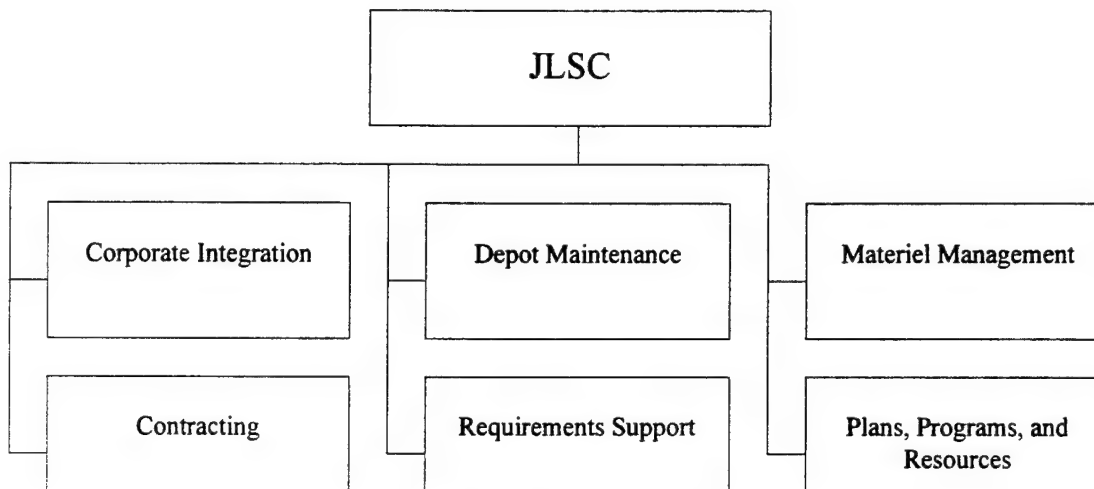 JLSC
Corporate Integration
Depot Maintenance
Materiel Management
Contracting
Requirements Support
Plans, Programs, and
Resources